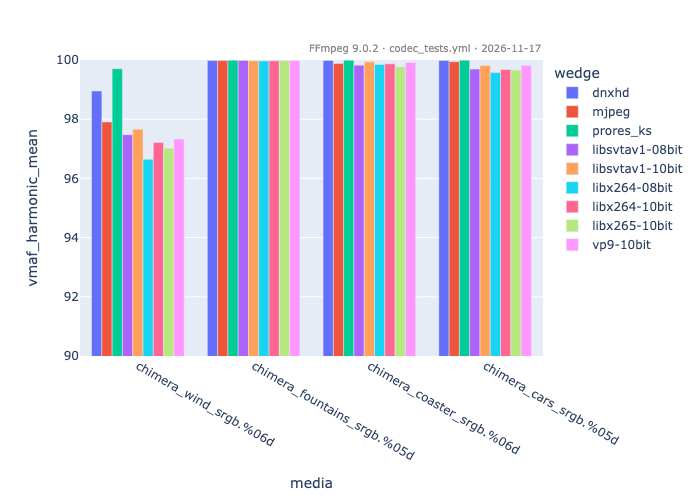 FFmpeg 9.0.2 · codec_tests.yml · 2026-11-17
100
98
96
94
92
90
vmaf_harmonic_mean
chimera_wind_srgb.%06d
chimera_fountains_srgb.%05d
chimera_coaster_srgb.%06d
chimera_cars_srgb.%05d
media
wedge
dnxhd
mjpeg
prores_ks
libsvtav1-08bit
libsvtav1-10bit
libx264-08bit
libx264-10bit
libx265-10bit
vp9-10bit